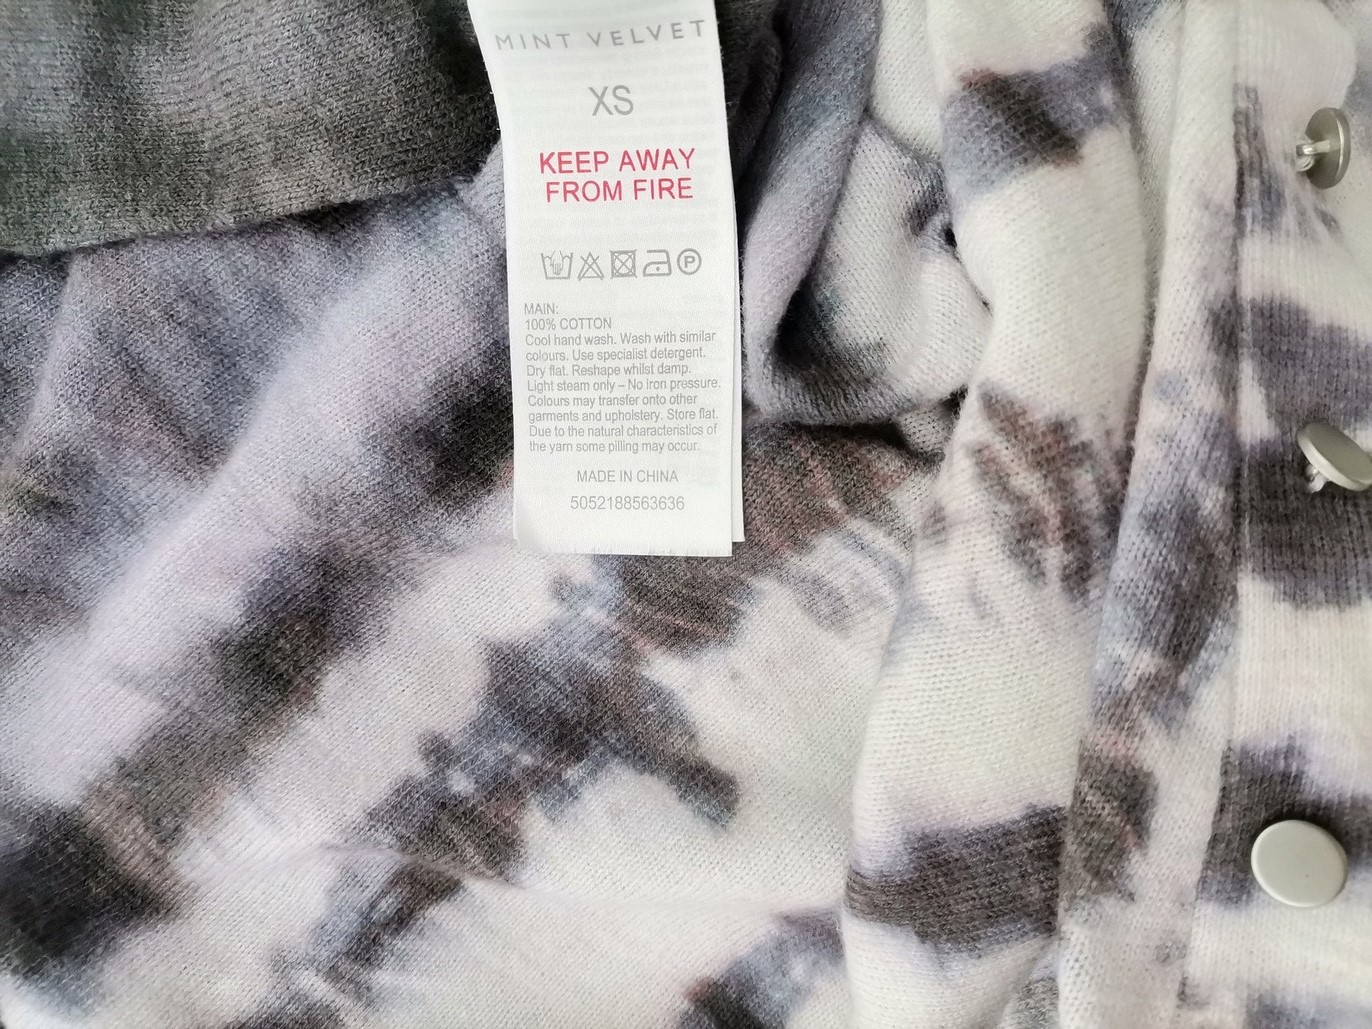 MINT VELVET
XS
KEEP AWAY
FROM FIRE
P
MAIN:
100% COTTON
Cool hand wash. Wash with similar
colours. Use specialist detergent.
Dry flat. Reshape whilst damp.
Light steam only – No iron pressure.
Colours may transfer onto other
garments and upholstery. Store flat.
Due to the natural characteristics of
the yarn some pilling may occur.
MADE IN CHINA
5052188563636